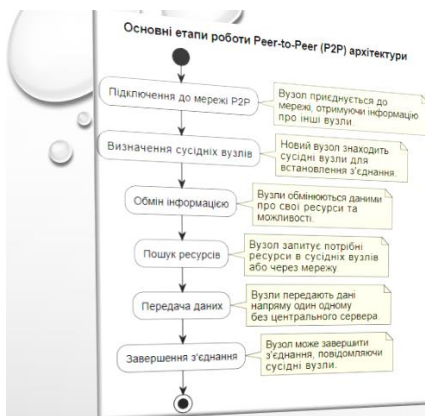 Основні етапи роботи Peer-to-Peer (P2P) архітектури
Підключення до мережі P2P
Вузол приєднується до
мережі, отримуючи інформацію
про інші вузли.
Визначення сусідніх вузлів
Новий вузол знаходить
сусідні вузли для
встановлення з'єднання.
Обмін інформацією
Вузли обмінюються даними
про свої ресурси та
можливості.
Пошук ресурсів
Вузол запитує потрібні
ресурси в сусідніх вузлів
або через мережу.
Передача даних
Вузли передають дані
напряму один одному
без центрального сервера.
Завершення з'єднання
Вузол може завершити
з'єднання, повідомляючи
сусідні вузли.